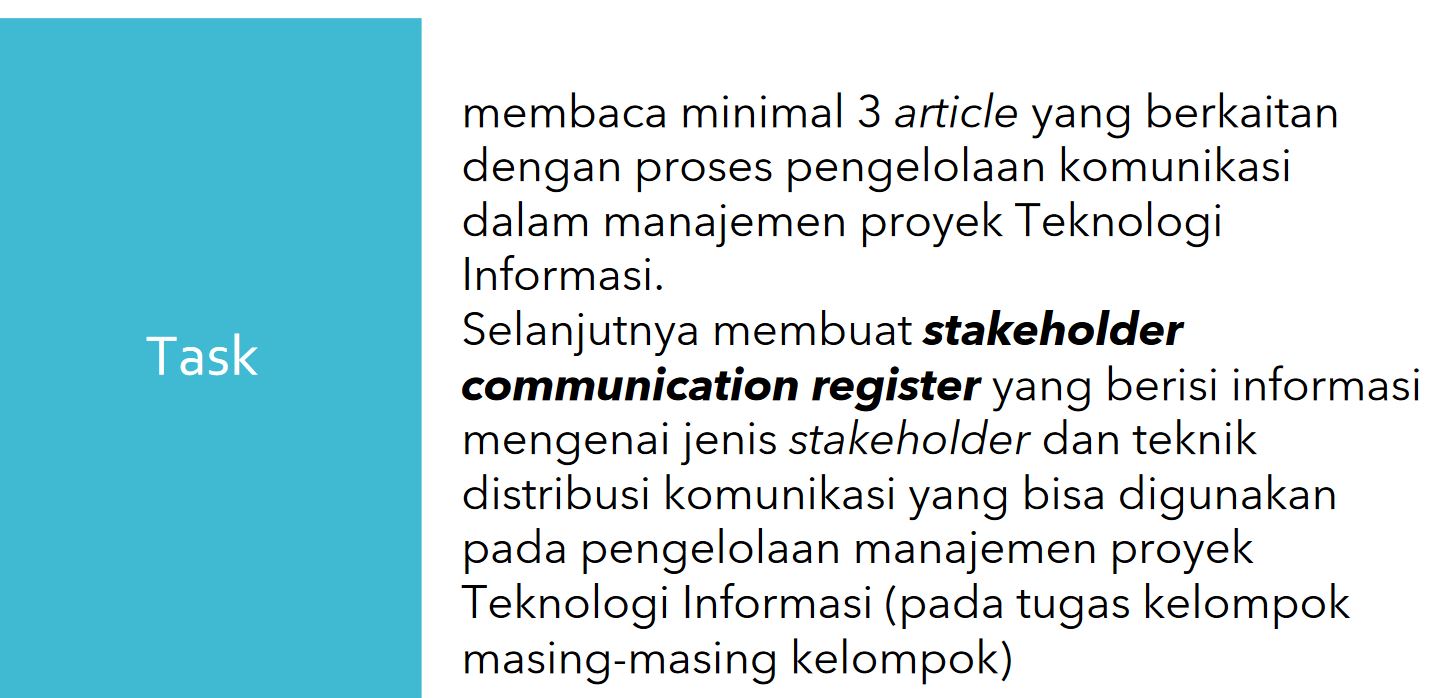 Task
membaca minimal 3 article yang berkaitan
dengan proses pengelolaan komunikasi
dalam manajemen proyek Teknologi
Informasi.
Selanjutnya membuat stakeholder
communication register yang berisi informasi
mengenai jenis stakeholder dan teknik
distribusi komunikasi yang bisa digunakan
pada pengelolaan manajemen proyek
Teknologi Informasi (pada tugas kelompok
masing-masing kelompok)